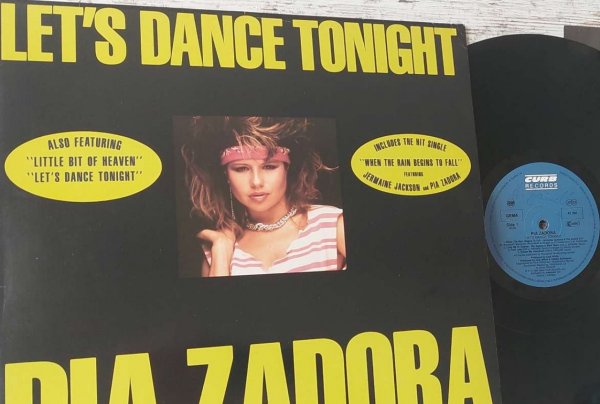 LET'S DANCE TONIGHT
ALSO FEATURING
"LITTLE BIT OF HEAVEN"
"LET'S DANCE TONIGHT"
INCLUDES THE HIT SINGLE
"WHEN THE RAIN BEGINS TO FALL"
FEATURING
JERMAINE JACKSON and PIA ZADORA
PIA ZADORA
CURB
RECORDS
GEMA
Side 1
PIA ZADORA